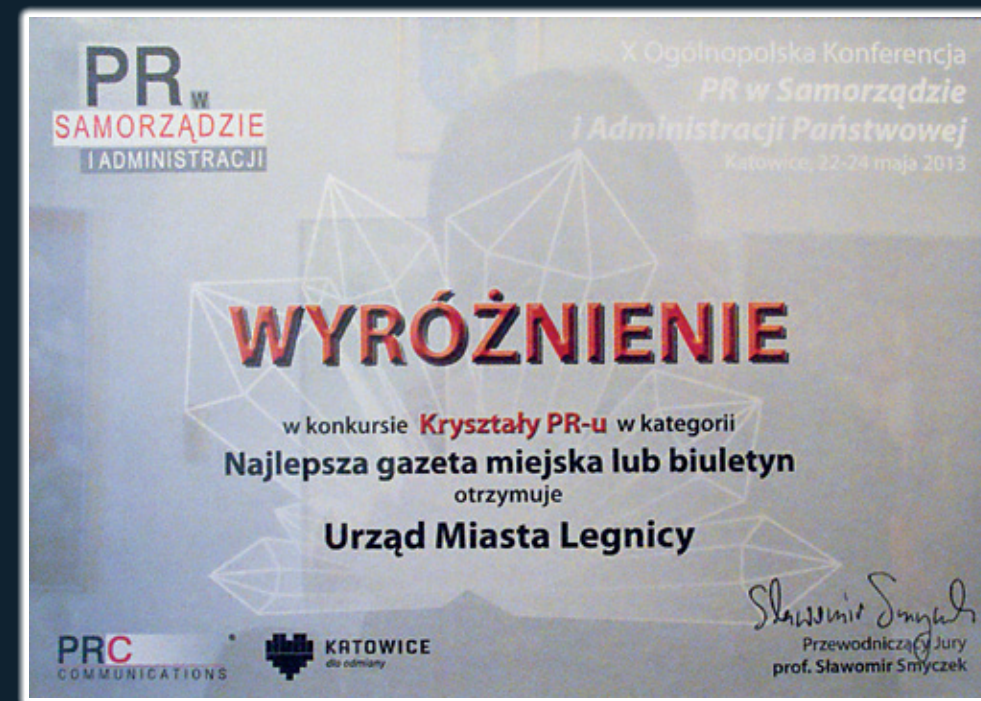 PR w
SAMORZĄDZIE
I ADMINISTRACJI
X Ogólnopolska Konferencja
PR w Samorządzie
i Administracji Państwowej
Katowice, 22-24 maja 2013
WYRÓŻNIENIE
w konkursie Kryształy PR-u w kategorii
Najlepsza gazeta miejska lub biuletyn
otrzymuje
Urząd Miasta Legnicy
Sławomir Smyczek
Przewodniczący Jury
prof. Sławomir Smyczek
PRC
COMMUNICATIONS
KATOWICE
dla odmiany